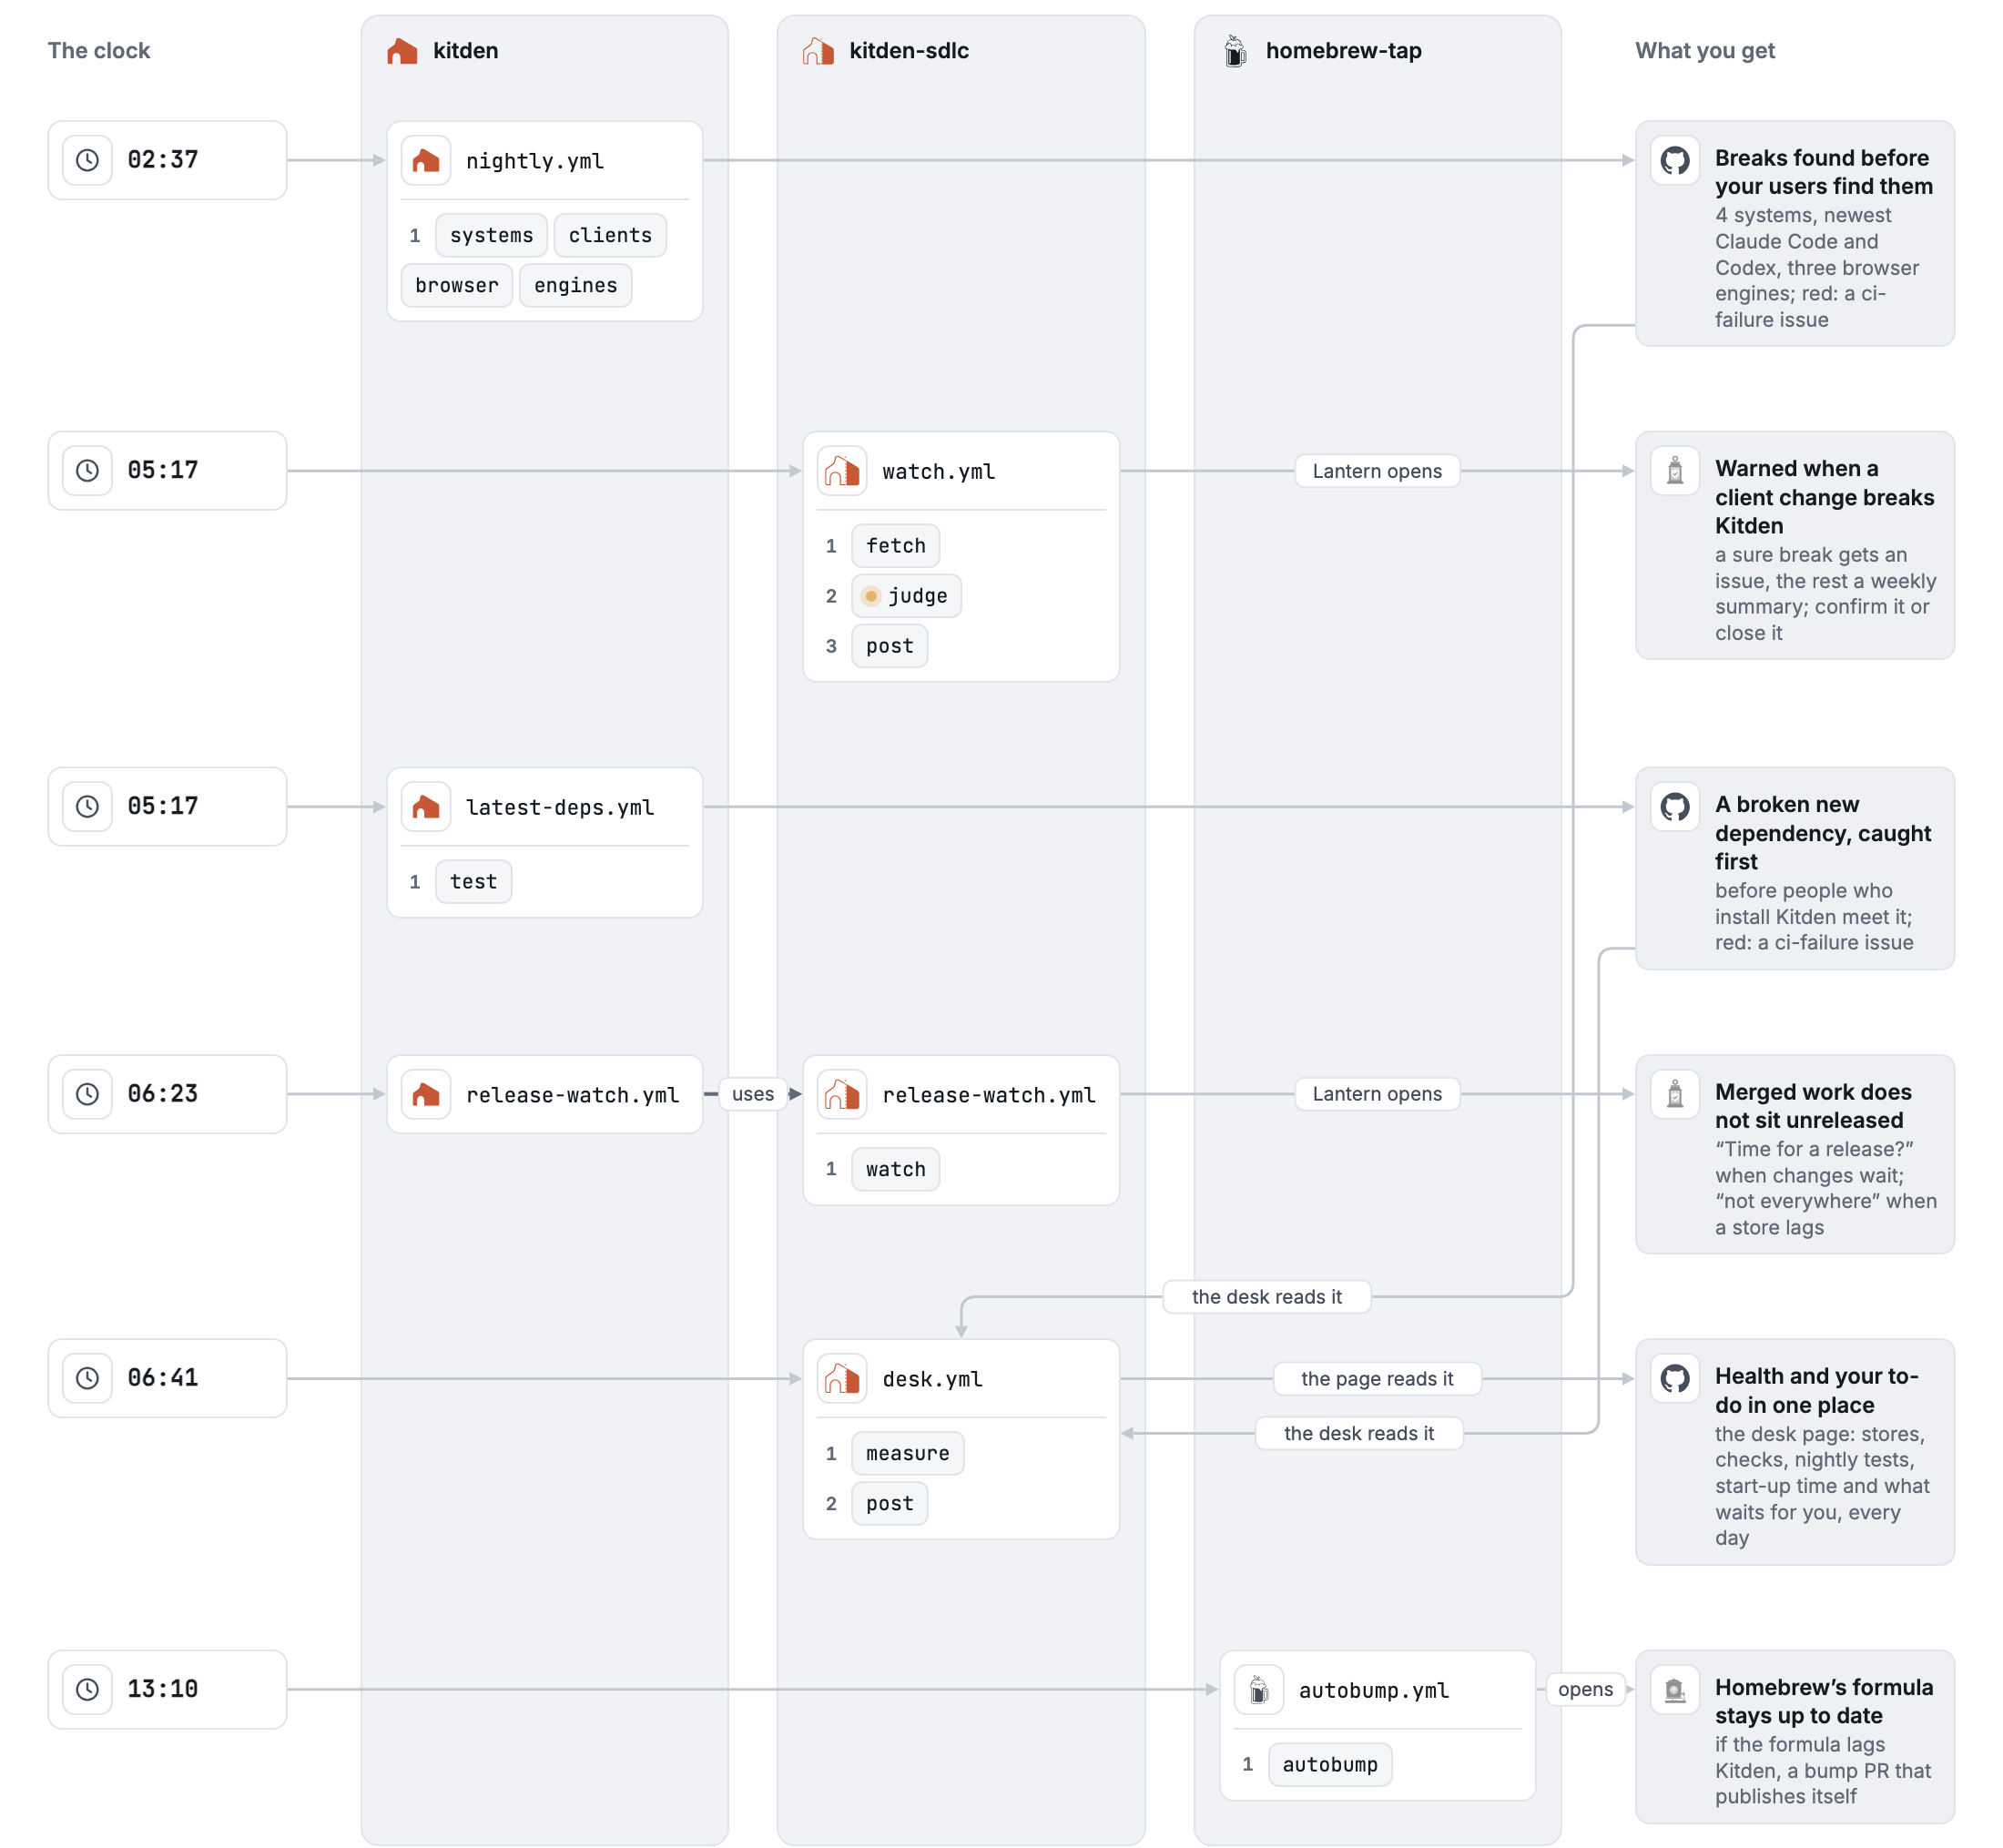 The clock
kitden
kitden-sdlc
homebrew-tap
What you get
02:37
nightly.yml
1 systems clients
browser engines
Breaks found before
your users find them
4 systems, newest
Claude Code and
Codex, three browser
engines; red: a ci-
failure issue
05:17
watch.yml
1 fetch
2 judge
3 post
Lantern opens
Warned when a
client change breaks
Kitden
a sure break gets an
issue, the rest a weekly
summary; confirm it or
close it
05:17
latest-deps.yml
1 test
A broken new
dependency, caught
first
before people who
install Kitden meet it;
red: a ci-failure issue
06:23
release-watch.yml
uses
release-watch.yml
1 watch
Lantern opens
Merged work does
not sit unreleased
“Time for a release?”
when changes wait;
“not everywhere” when
a store lags
the desk reads it
06:41
desk.yml
1 measure
2 post
the page reads it
the desk reads it
Health and your to-
do in one place
the desk page: stores,
checks, nightly tests,
start-up time and what
waits for you, every
day
13:10
autobump.yml
1 autobump
opens
Homebrew’s formula
stays up to date
if the formula lags
Kitden, a bump PR that
publishes itself